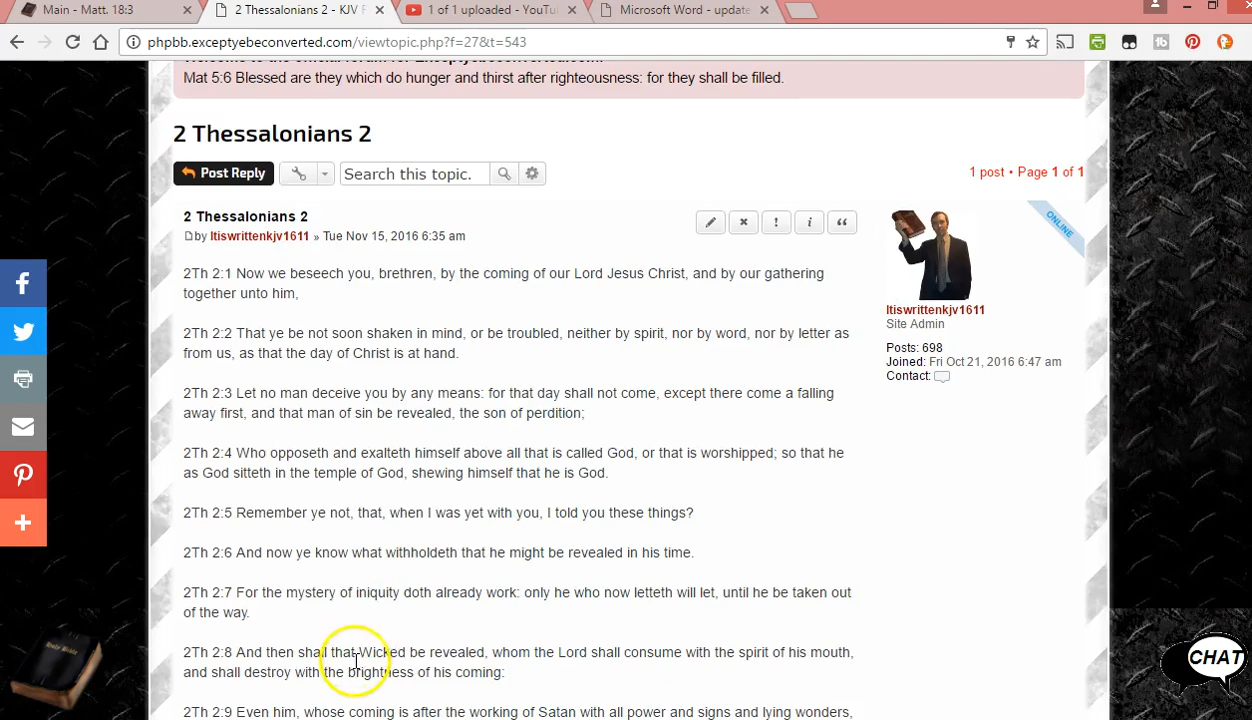 Main - Matt. 18:3
2 Thessalonians 2 - KJV F
1 of 1 uploaded - YouTu
Microsoft Word - update
phpbb.exceptyebeconverted.com/viewtopic.php?f=27&t=543
Mat 5:6 Blessed are they which do hunger and thirst after righteousness: for they shall be filled.
2 Thessalonians 2
Post Reply
Search this topic.
1 post • Page 1 of 1
2 Thessalonians 2
by Itiswrittenkjv1611 » Tue Nov 15, 2016 6:35 am
ONLINE
2Th 2:1 Now we beseech you, brethren, by the coming of our Lord Jesus Christ, and by our gathering
together unto him,
2Th 2:2 That ye be not soon shaken in mind, or be troubled, neither by spirit, nor by word, nor by letter as
from us, as that the day of Christ is at hand.
2Th 2:3 Let no man deceive you by any means: for that day shall not come, except there come a falling
away first, and that man of sin be revealed, the son of perdition;
2Th 2:4 Who opposeth and exalteth himself above all that is called God, or that is worshipped; so that he
as God sitteth in the temple of God, shewing himself that he is God.
2Th 2:5 Remember ye not, that, when I was yet with you, I told you these things?
2Th 2:6 And now ye know what withholdeth that he might be revealed in his time.
2Th 2:7 For the mystery of iniquity doth already work: only he who now letteth will let, until he be taken out
of the way.
2Th 2:8 And then shall that Wicked be revealed, whom the Lord shall consume with the spirit of his mouth,
and shall destroy with the brightness of his coming:
2Th 2:9 Even him, whose coming is after the working of Satan with all power and signs and lying wonders,
Itiswrittenkjv1611
Site Admin
Posts: 698
Joined: Fri Oct 21, 2016 6:47 am
Contact:
CHAT